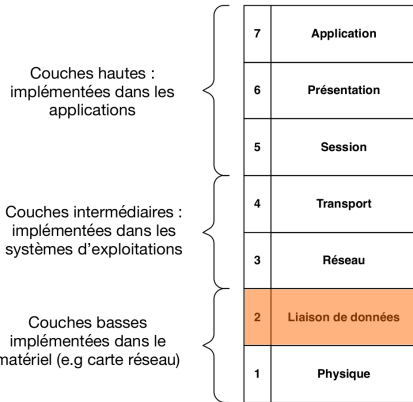 7 Application
Couches hautes :
implémentées dans les
applications
6 Présentation
5 Session
4 Transport
Couches intermédiaires :
implémentées dans les
systèmes d'exploitations
3 Réseau
2 Liaison de données
Couches basses
implémentées dans le
matériel (e.g carte réseau)
1 Physique